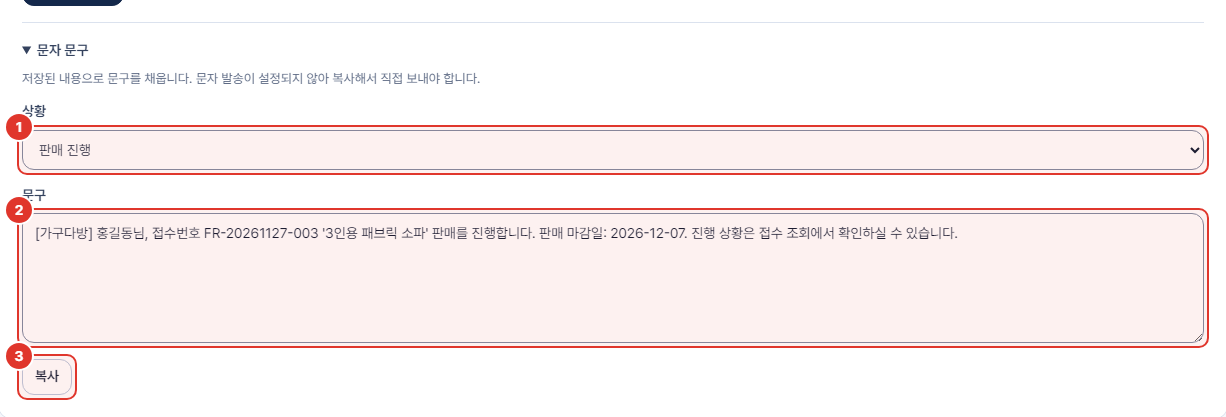 ▼ 문자 문구
저장된 내용으로 문구를 채웁니다. 문자 발송이 설정되지 않아 복사해서 직접 보내야 합니다.
상황
1
판매 진행
문구
2
[가구다방] 홍길동님, 접수번호 FR-20261127-003 '3인용 패브릭 소파' 판매를 진행합니다. 판매 마감일: 2026-12-07. 진행 상황은 접수 조회에서 확인하실 수 있습니다.
3
복사